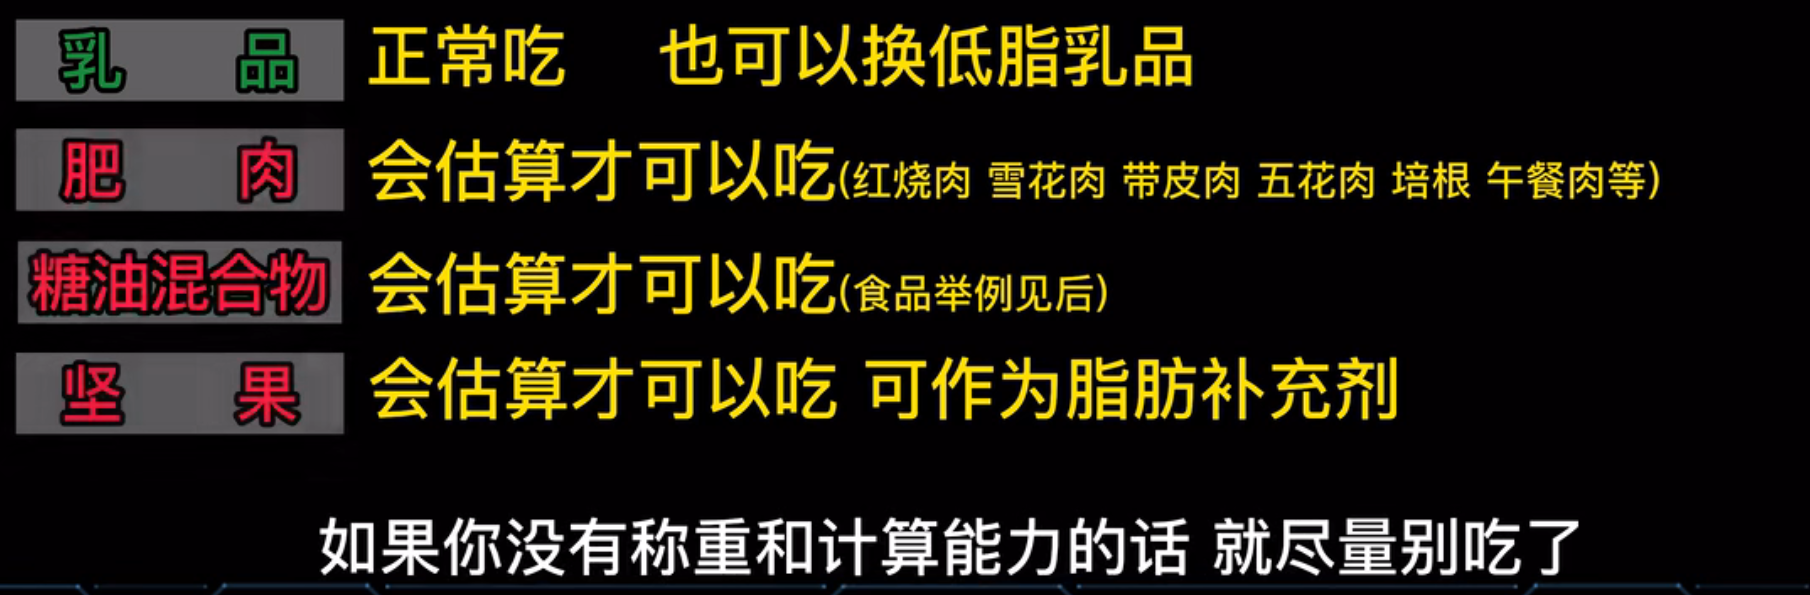 乳 品 正常吃 也可以换低脂乳品
肥 肉 会估算才可以吃(红烧肉 雪花肉 带皮肉 五花肉 培根 午餐肉等)
糖油混合物 会估算才可以吃(食品举例见后)
坚 果 会估算才可以吃 可作为脂肪补充剂
如果你没有称重和计算能力的话 就尽量别吃了